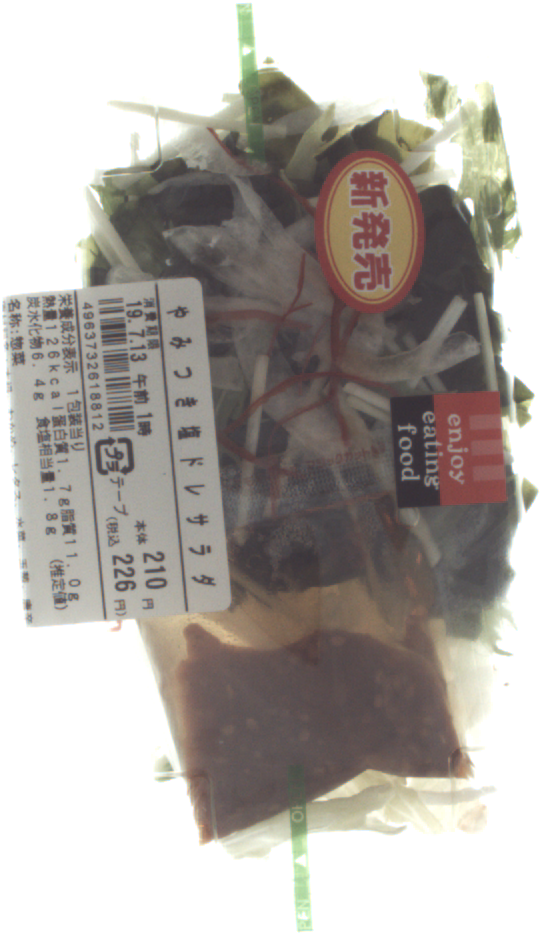 新発売
enjoy
eating
food
やみつき塩ドレサラダ
消費期限
19.7.13 午前 1時
本体 210 円
(税込 226 円)
4963732618812
プラ テープ
栄養成分表示 1包装当り
熱量126kcal 蛋白質1.7g 脂質11.0g
炭水化物6.4g 食塩相当量1.8g (推定値)
名称:惣菜
OPEN